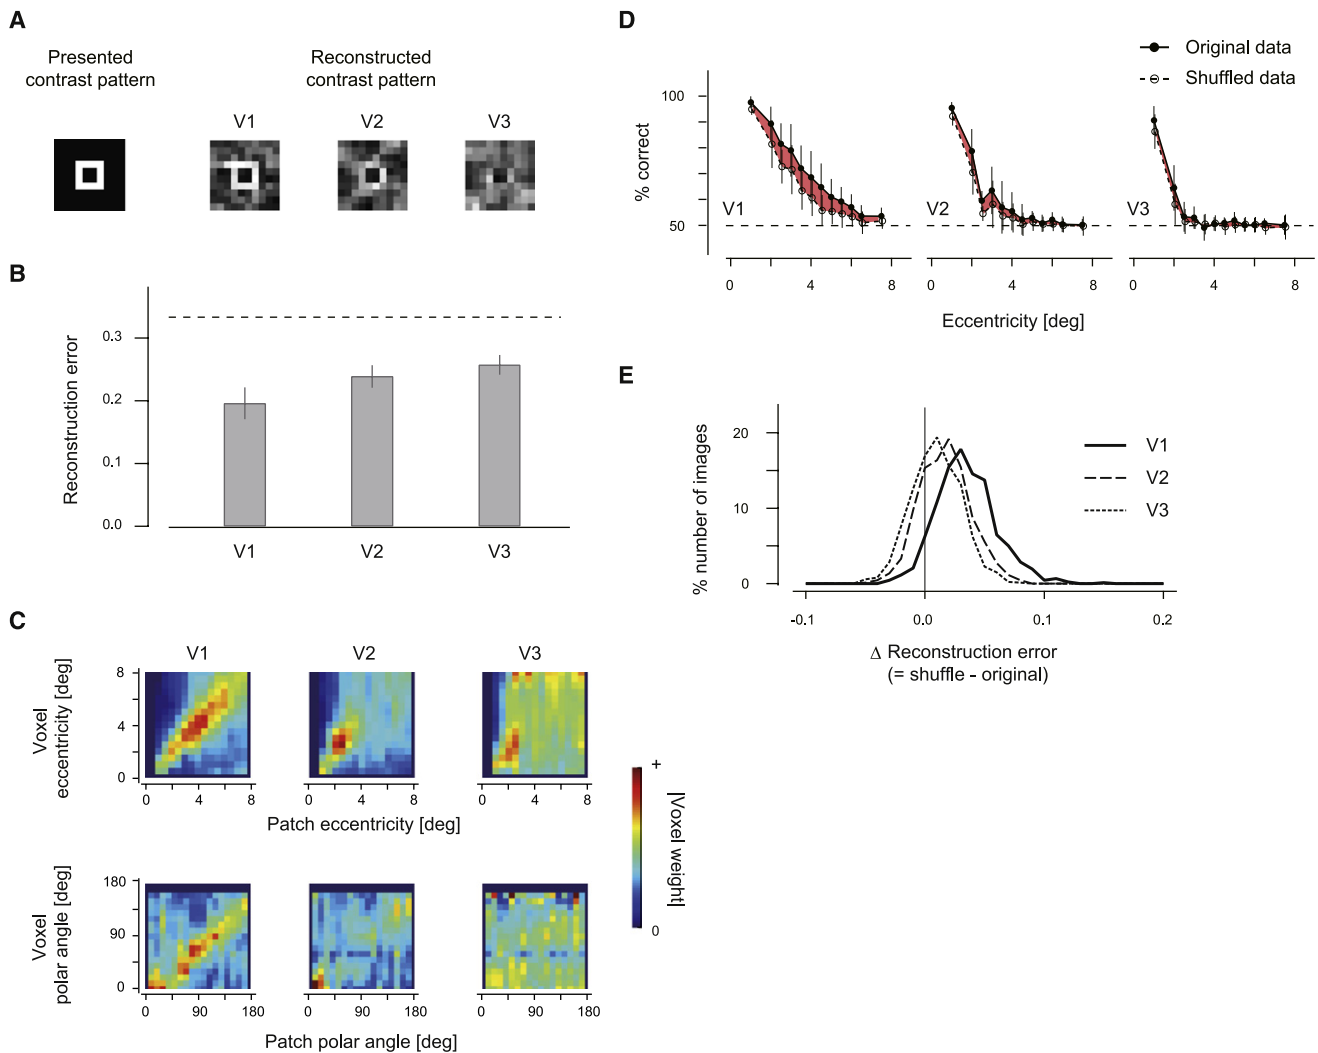 A
Presented
contrast pattern
Reconstructed
contrast pattern
V1 V2 V3
B
Reconstruction error
0.3
0.2
0.1
0.0
V1 V2 V3
C
V1 V2 V3
Voxel
eccentricity [deg]
8
4
0
0 4 8 0 4 8 0 4 8
Patch eccentricity [deg]
Voxel
polar angle [deg]
180
90
0
0 90 180 0 90 180 0 90 180
Patch polar angle [deg]
+
|Voxel weight|
0
D
Original data
Shuffled data
% correct
100
50
V1 V2 V3
0 4 8 0 4 8 0 4 8
Eccentricity [deg]
E
% number of images
20
10
0
V1
V2
V3
-0.1 0.0 0.1 0.2
Δ Reconstruction error
(= shuffle - original)